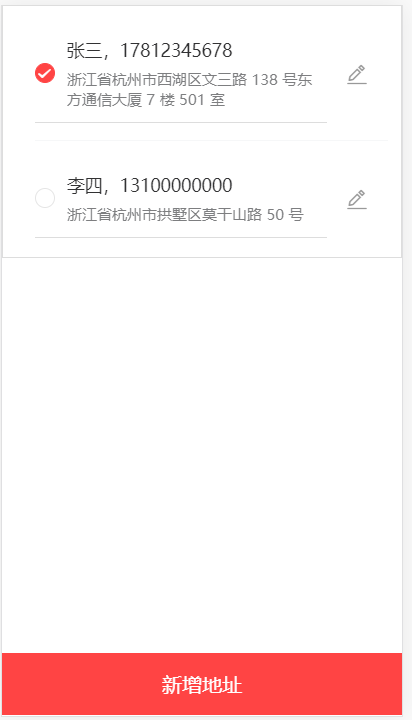 张三，17812345678
浙江省杭州市西湖区文三路 138 号东
方通信大厦 7 楼 501 室
李四，13100000000
浙江省杭州市拱墅区莫干山路 50 号
新增地址